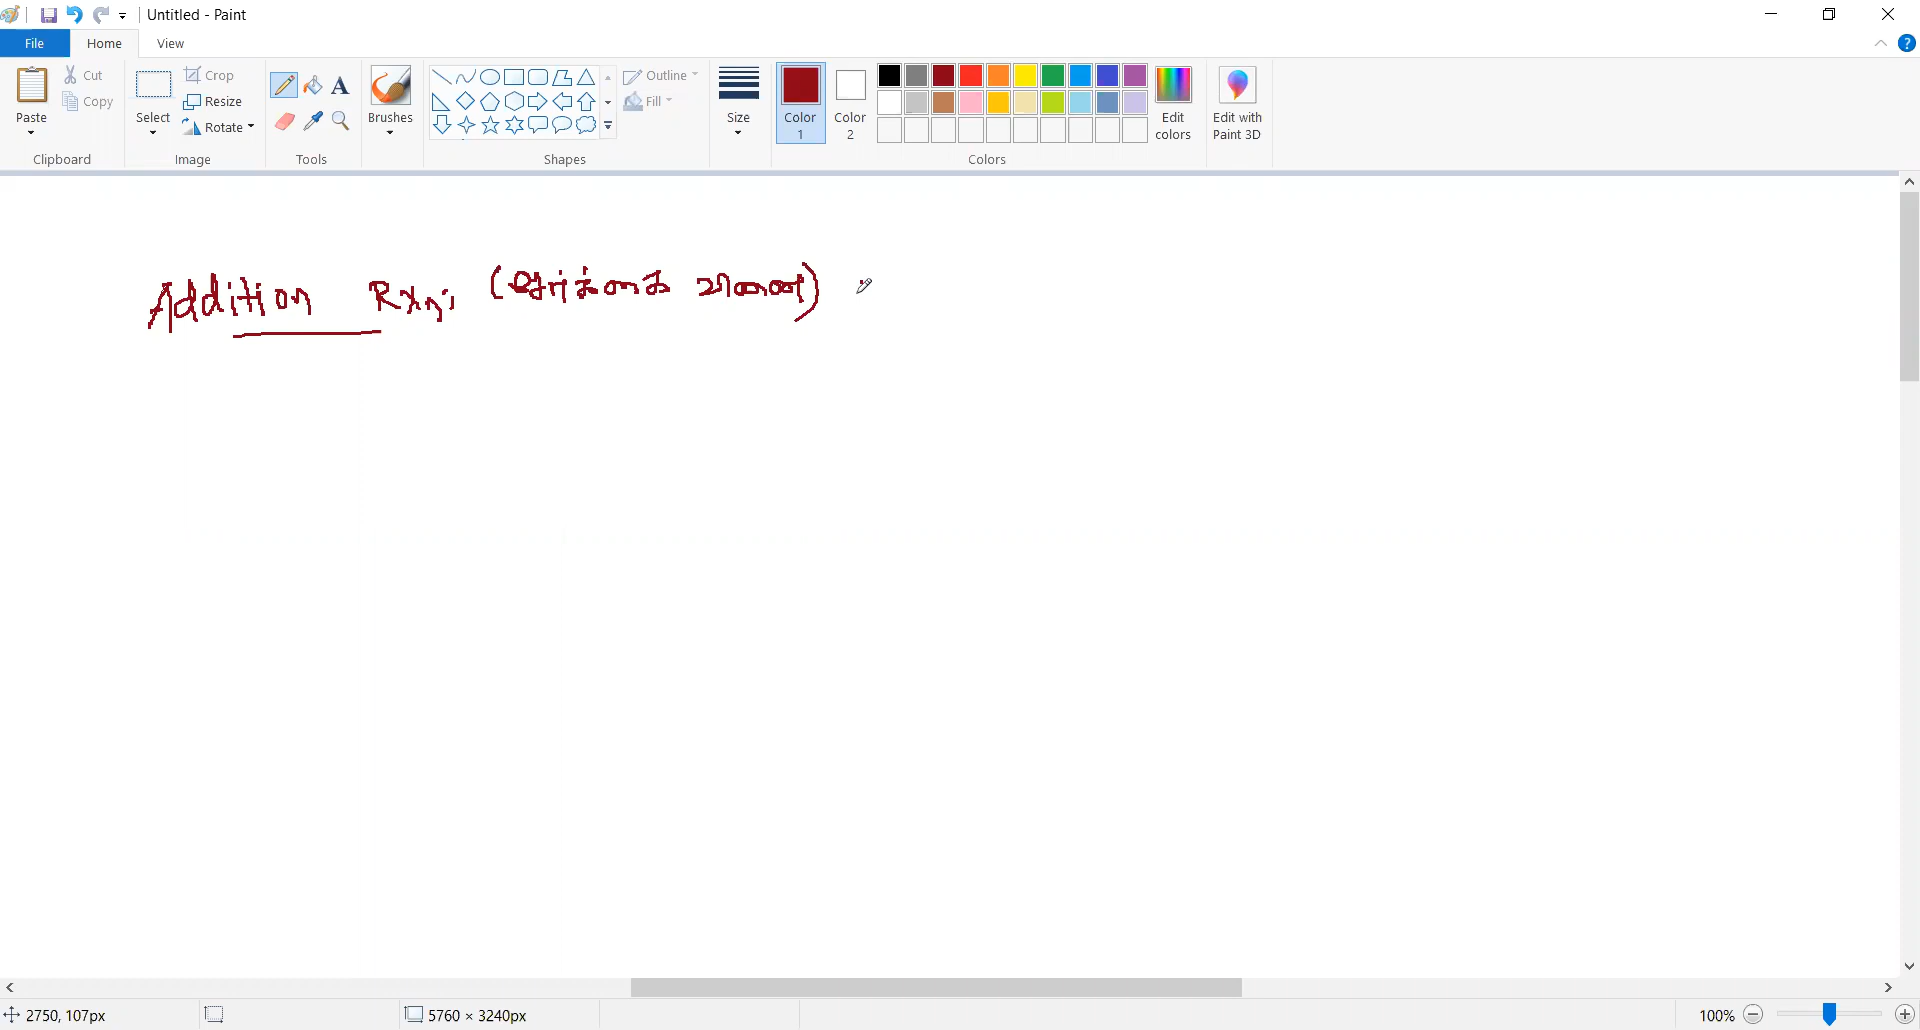 Untitled - Paint
File Home View
Paste Cut Copy Select Crop Resize Rotate Brushes Outline Fill Size Color 1 Color 2 Edit colors Edit with Paint 3D
Clipboard Image Tools Shapes Colors
Addition Rxn:
2750, 107px 5760 × 3240px 100%